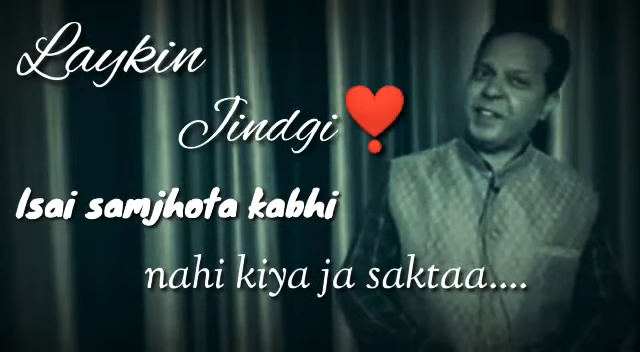 Laykin
Jindgi❣️
Isai samjhota kabhi
nahi kiya ja saktaa....